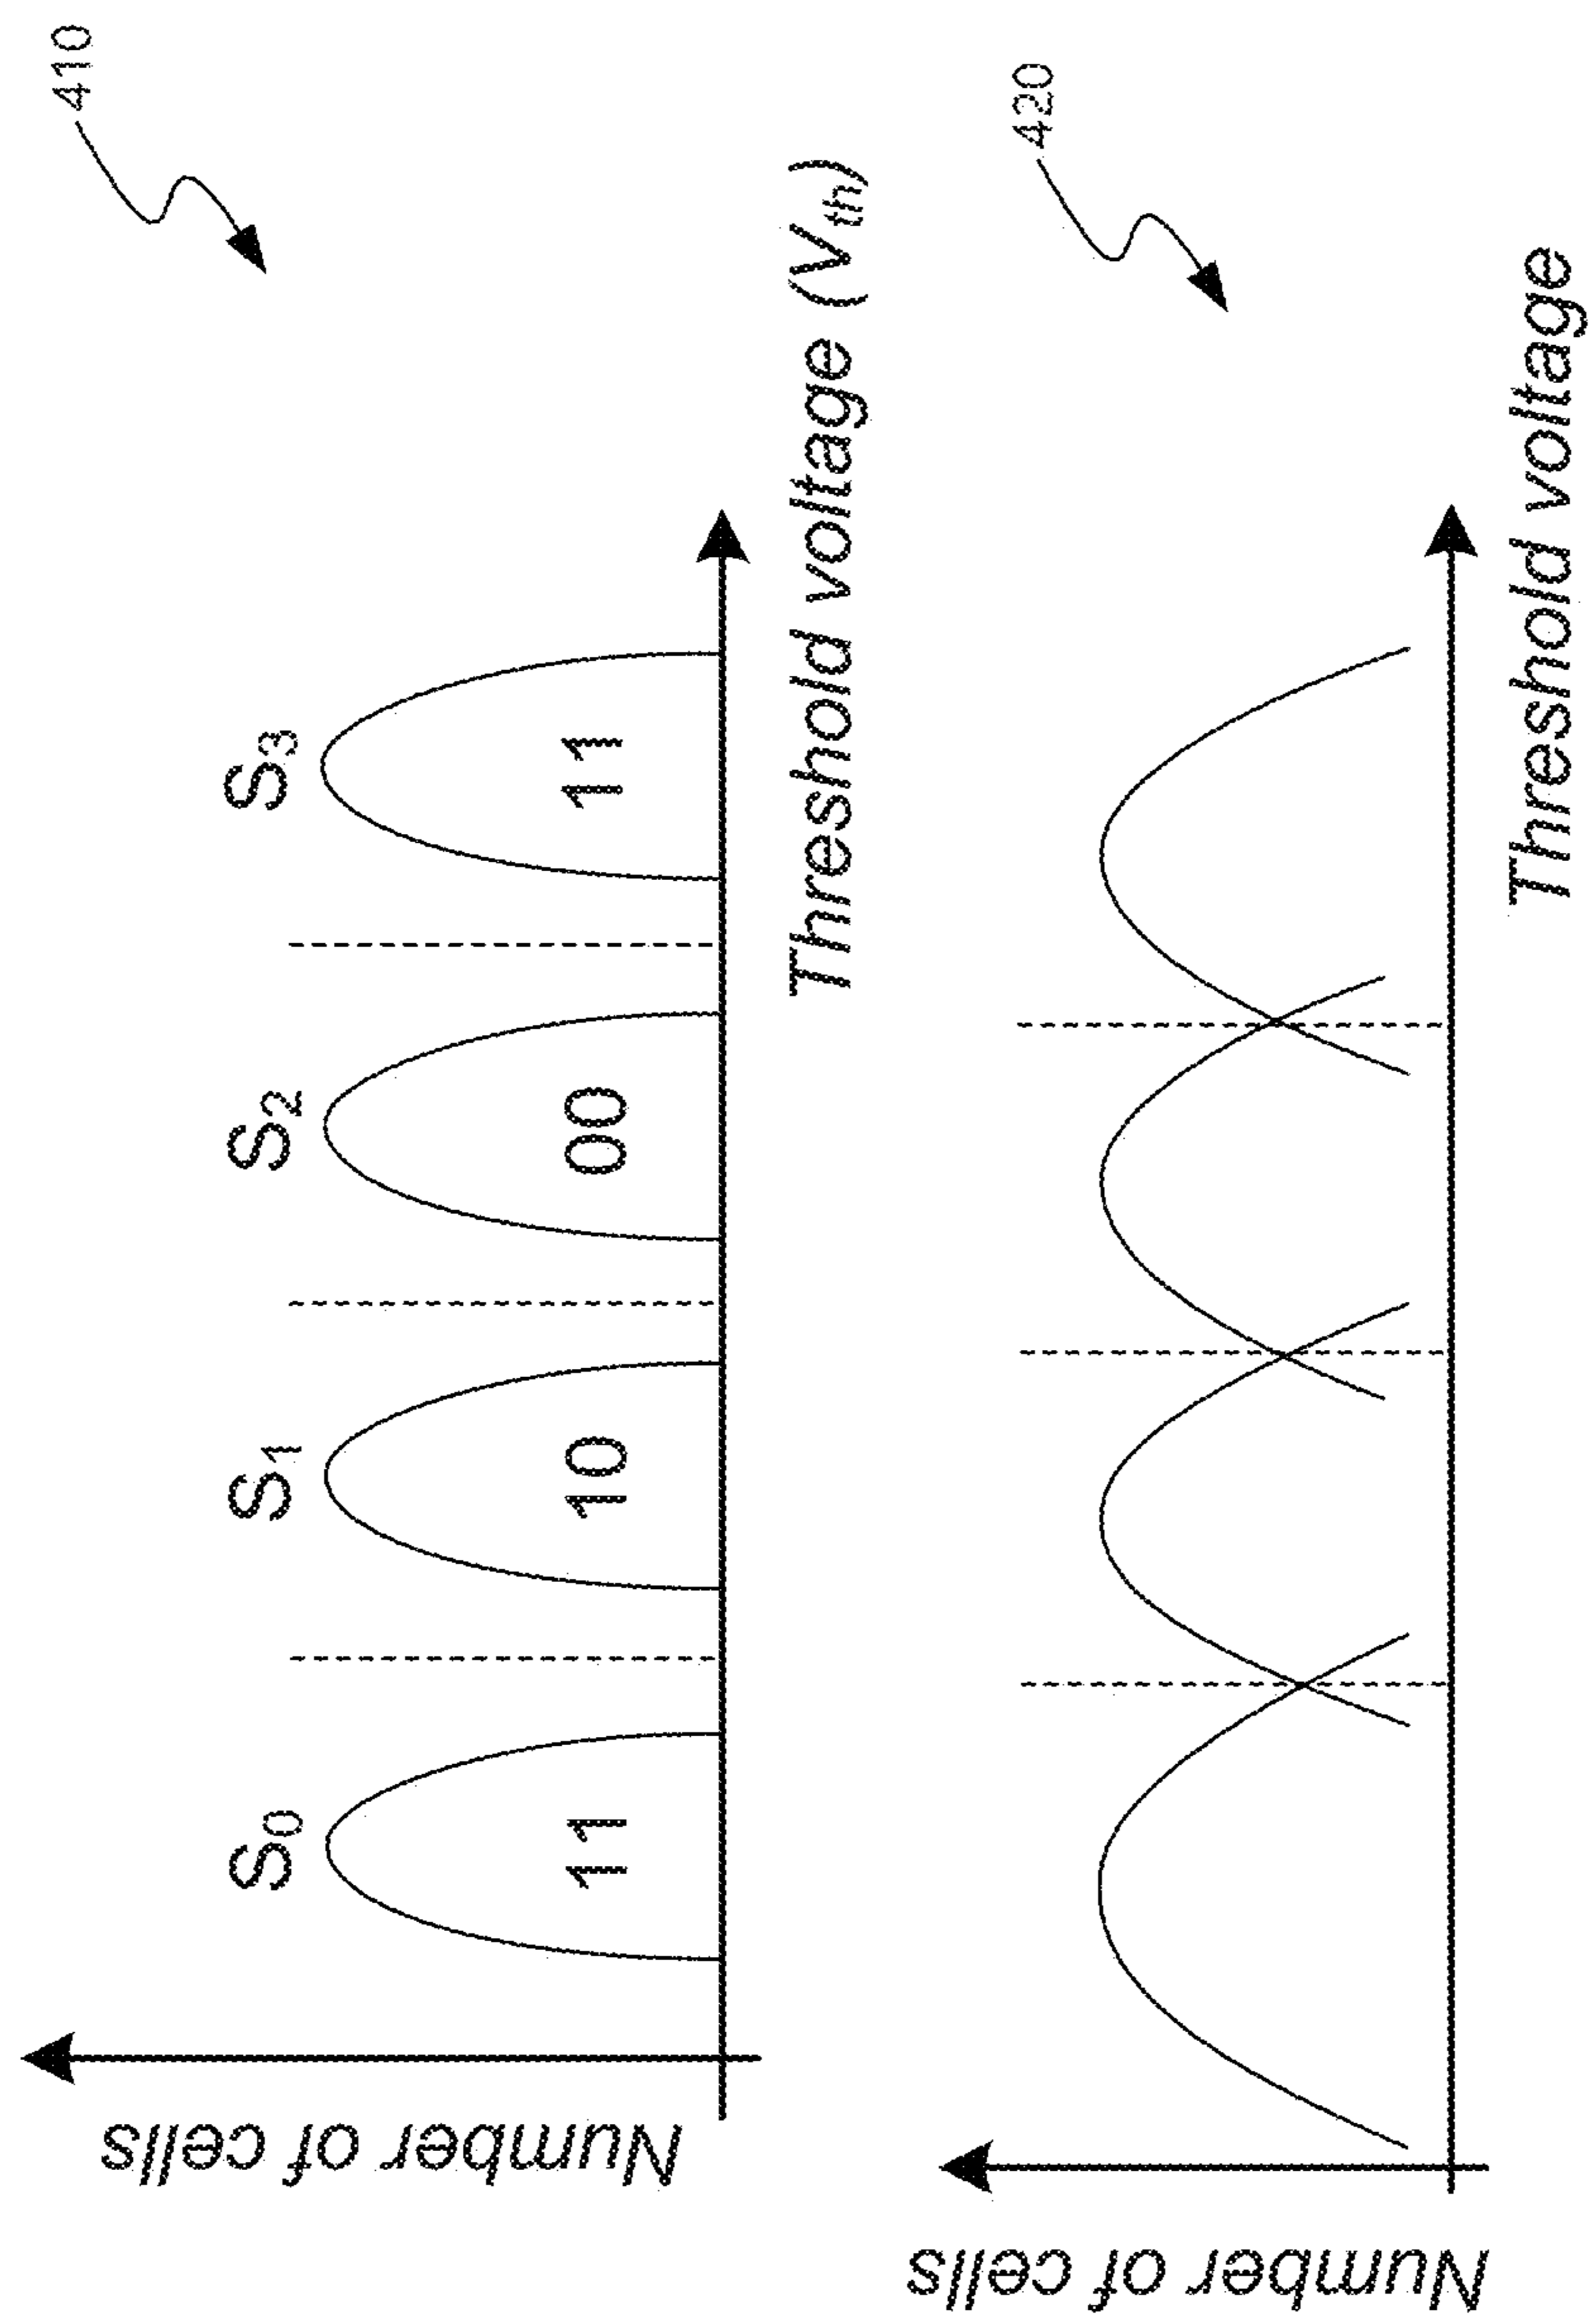 410
Number of cells
S0
S1
S2
S3
11
10
00
11
Threshold voltage (Vth)
420
Number of cells
Threshold voltage